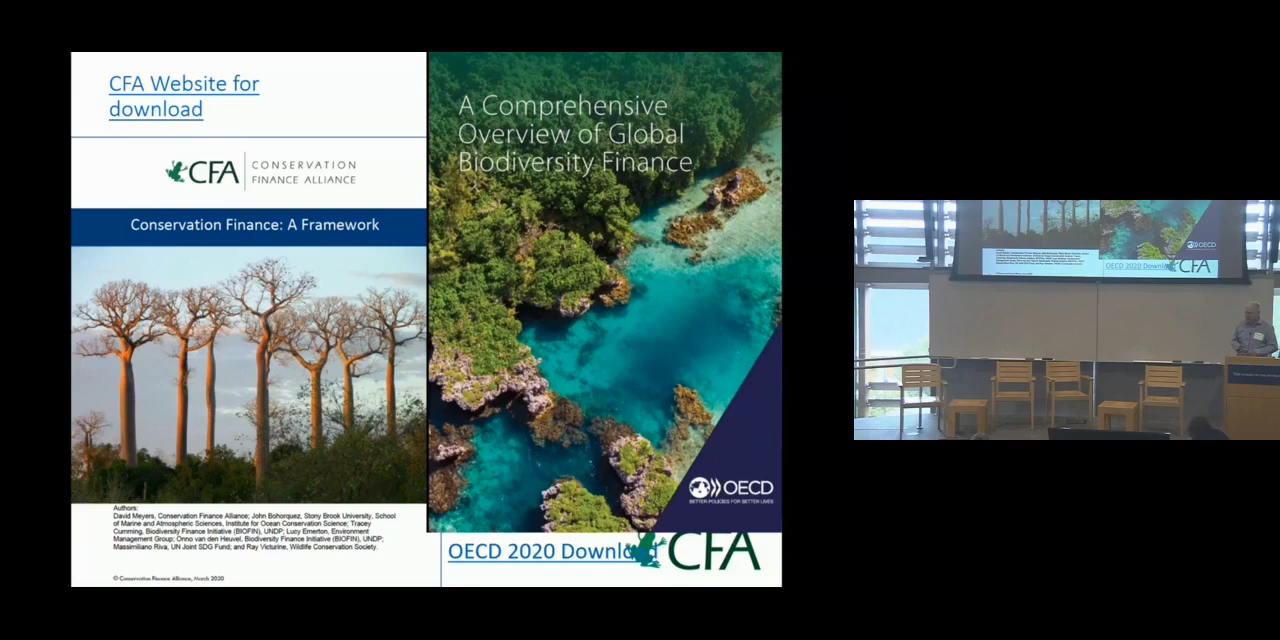 CFA Website for
download
CFA
CONSERVATION
FINANCE ALLIANCE
Conservation Finance: A Framework
Authors:
David Meyers, Conservation Finance Alliance; John Bohorquez, Stony Brook University, School
of Marine and Atmospheric Sciences, Institute for Ocean Conservation Science; Tracey
Cumming, Biodiversity Finance Initiative (BIOFIN), UNDP; Lucy Emerton, Environment
Management Group; Onno van den Heuvel, Biodiversity Finance Initiative (BIOFIN), UNDP;
Massimiliano Riva, UN Joint SDG Fund; and Ray Victurine, Wildlife Conservation Society.
© Conservation Finance Alliance, March 2020
A Comprehensive
Overview of Global
Biodiversity Finance
OECD
BETTER POLICIES FOR BETTER LIVES
OECD 2020 Download
CFA
OECD
OECD 2020
CFA